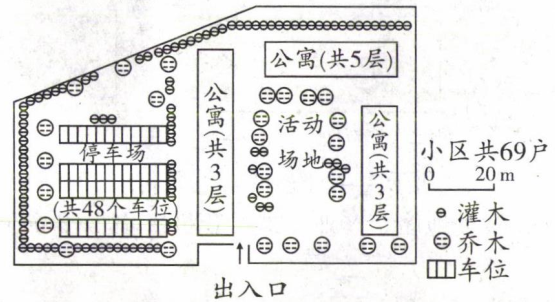 公寓(共5层)
公寓(共3层)
活动
场地
公寓(共3层)
停车场
(共48个车位)
小区共69户
0 20m
灌木
乔木
车位
出入口